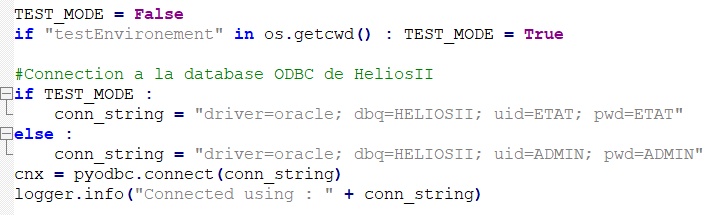 TEST_MODE = False
if "testEnvironement" in os.getcwd() : TEST_MODE = True

#Connection a la database ODBC de HeliosII
if TEST_MODE :
    conn_string = "driver=oracle; dbq=HELIOSII; uid=ETAT; pwd=ETAT"
else :
    conn_string = "driver=oracle; dbq=HELIOSII; uid=ADMIN; pwd=ADMIN"
cnx = pyodbc.connect(conn_string)
logger.info("Connected using : " + conn_string)